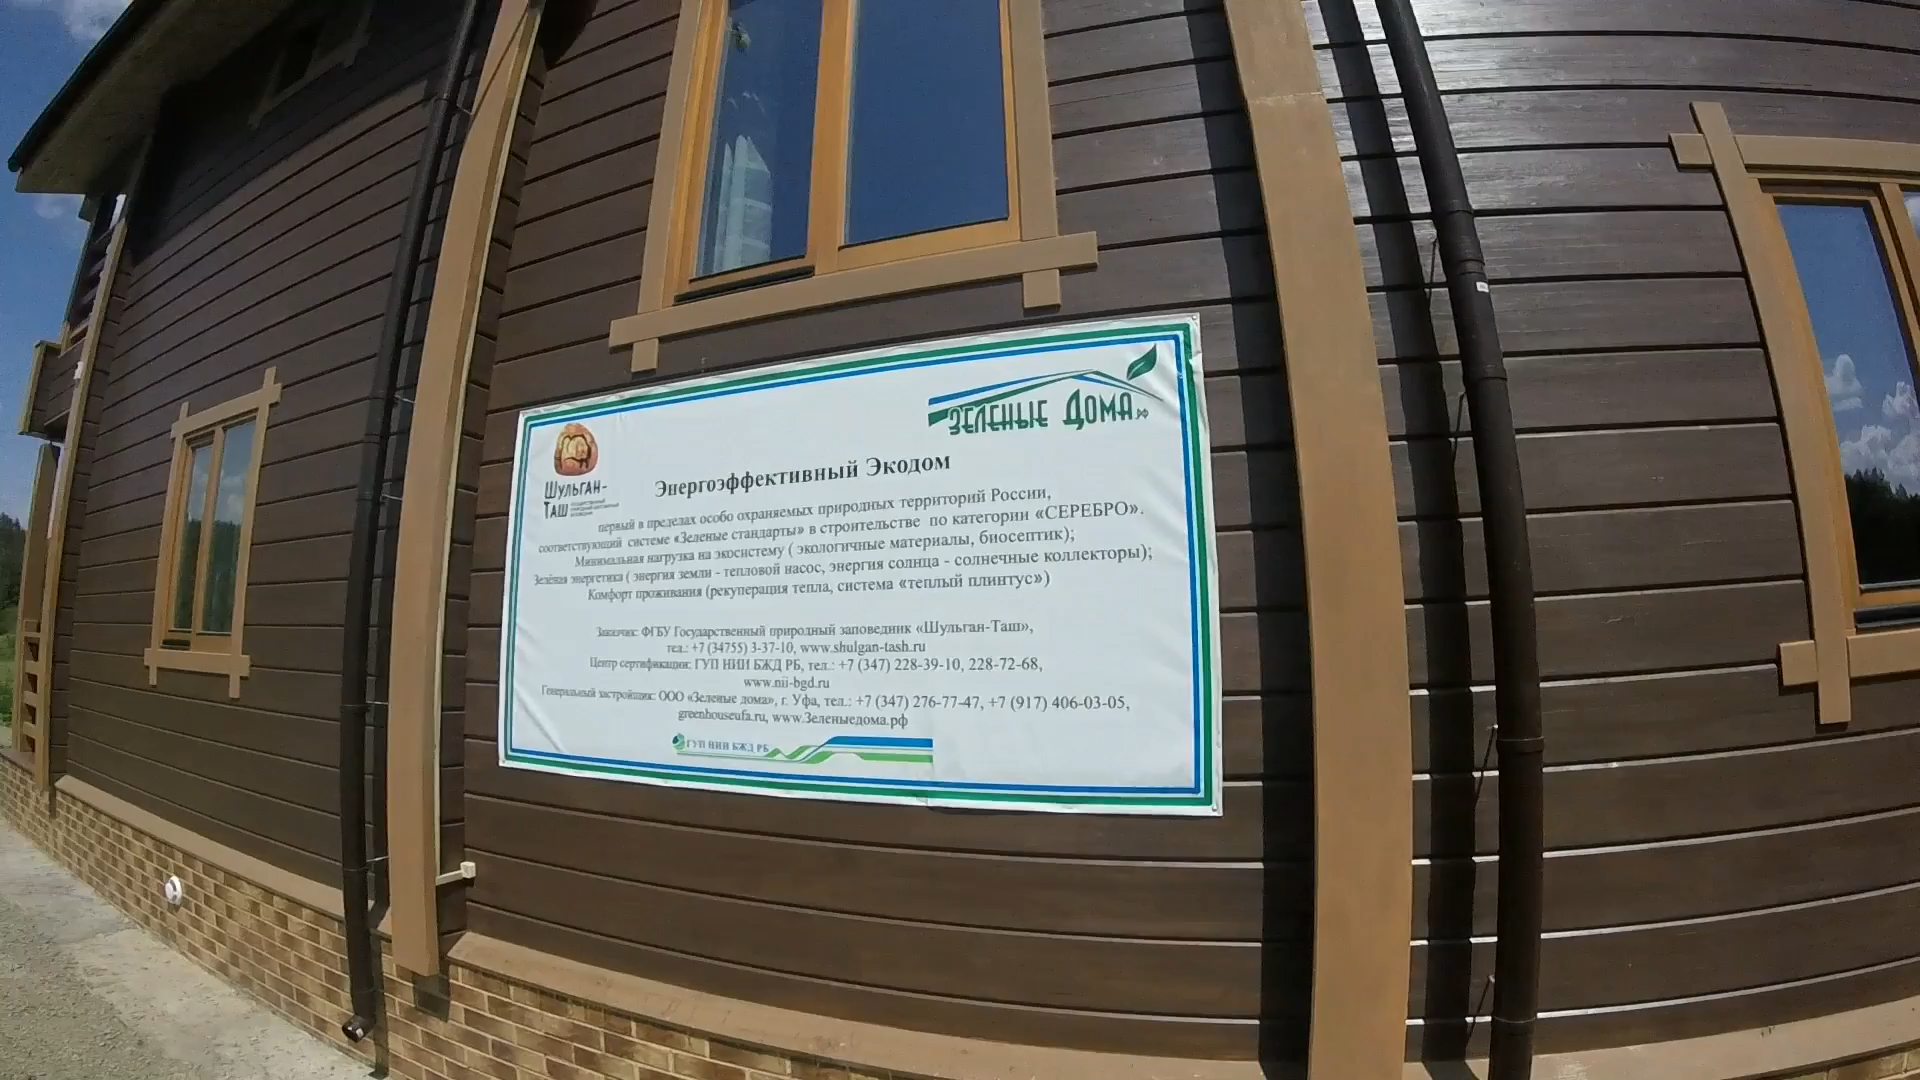 ЗЕЛЕНЫЕ ДОМА.РФ
ШУЛЬГАН-
ТАШ
Энергоэффективный Экодом
первый в пределах особо охраняемых природных территорий России,
соответствующий системе «Зеленые стандарты» в строительстве по категории «СЕРЕБРО».
Минимальная нагрузка на экосистему ( экологичные материалы, биосептик);
Зелёная энергетика ( энергия земли - тепловой насос, энергия солнца - солнечные коллекторы);
Комфорт проживания (рекуперация тепла, система «теплый плинтус»)
Заказчик: ФГБУ Государственный природный заповедник «Шульган-Таш»,
тел.: +7 (34755) 3-37-10, www.shulgan-tash.ru
Центр сертификации: ГУП НИИ БЖД РБ, тел.: +7 (347) 228-39-10, 228-72-68,
www.nii-bgd.ru
Генеральный застройщик: ООО «Зеленые дома», г. Уфа, тел.: +7 (347) 276-77-47, +7 (917) 406-03-05,
greenhouseufa.ru, www.Зеленыедома.рф
ГУП НИИ БЖД РБ